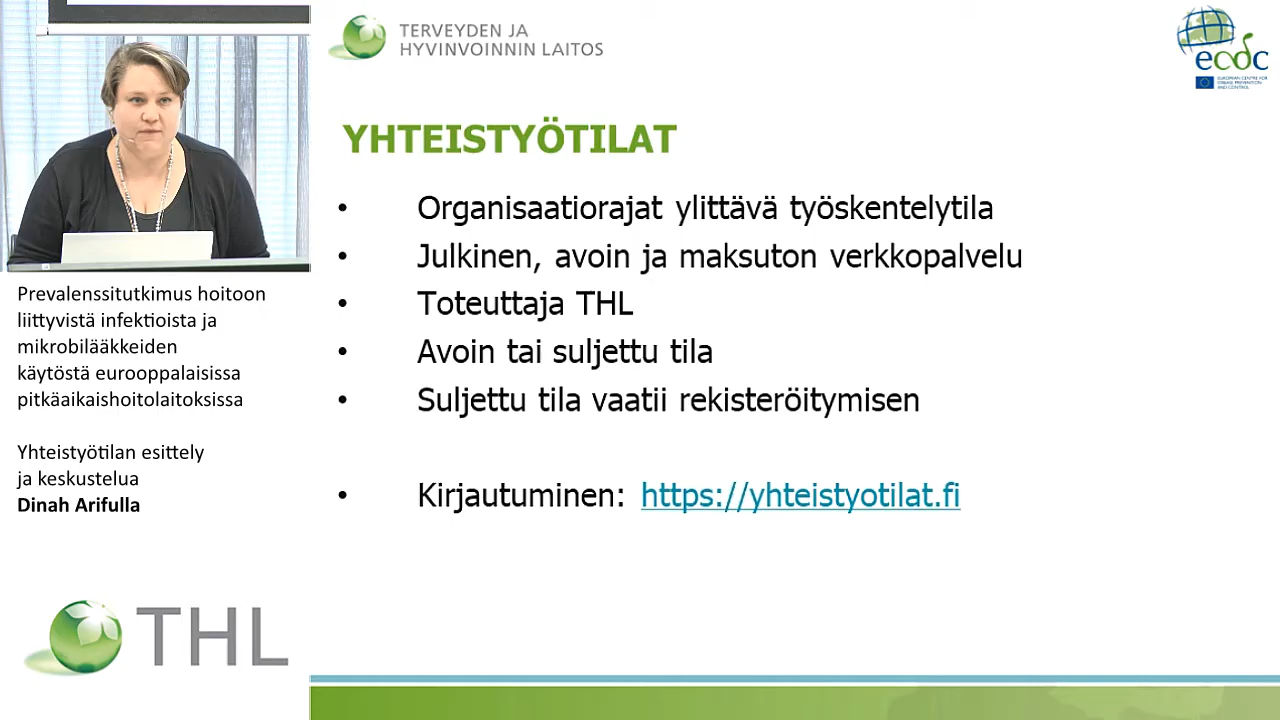 TERVEYDEN JA
HYVINVOINNIN LAITOS
ecdc
EUROPEAN CENTRE FOR
DISEASE PREVENTION
AND CONTROL
YHTEISTYÖTILAT
• Organisaatiorajat ylittävä työskentelytila
• Julkinen, avoin ja maksuton verkkopalvelu
• Toteuttaja THL
• Avoin tai suljettu tila
• Suljettu tila vaatii rekisteröitymisen
• Kirjautuminen: https://yhteistyotilat.fi
Prevalenssitutkimus hoitoon
liittyvistä infektioista ja
mikrobilääkkeiden
käytöstä eurooppalaisissa
pitkäaikaishoitolaitoksissa
Yhteistyötilan esittely
ja keskustelua
Dinah Arifulla
THL